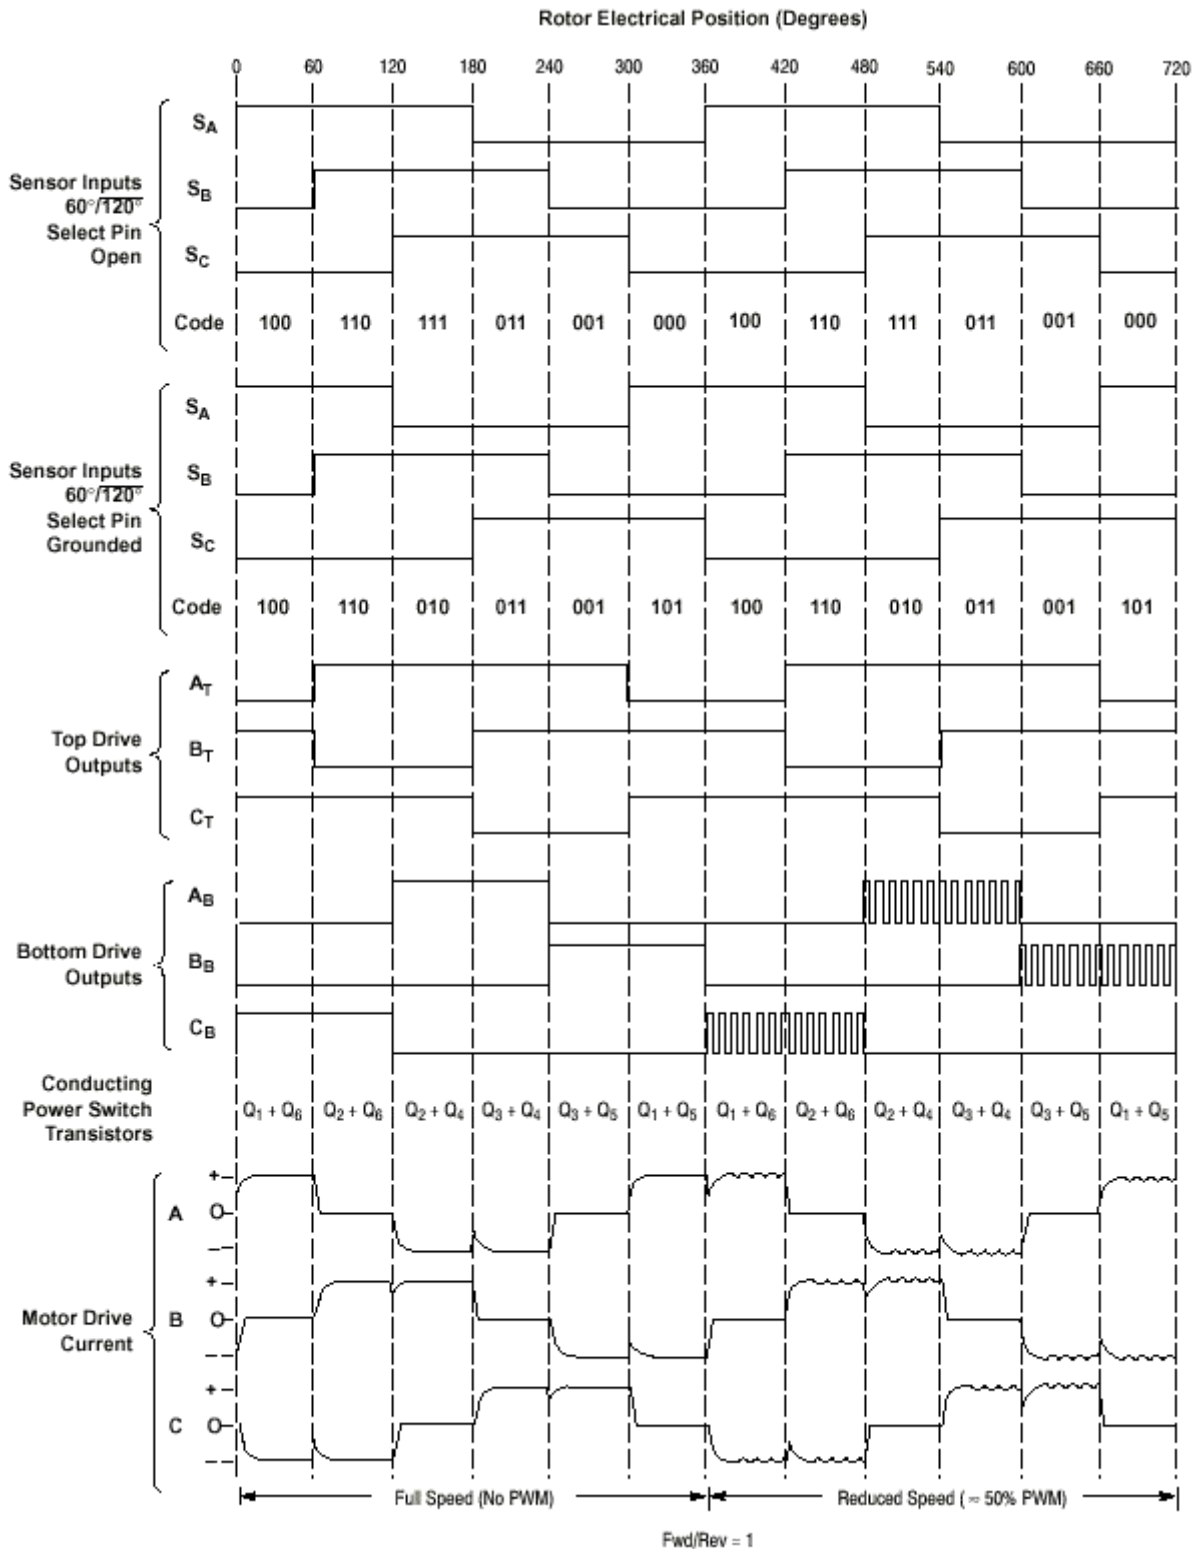 Rotor Electrical Position (Degrees)
0 60 120 180 240 300 360 420 480 540 600 660 720
Sensor Inputs
60°/120°
Select Pin
Open
SA
SB
SC
Code 100 110 111 011 001 000 100 110 111 011 001 000
Sensor Inputs
60°/120°
Select Pin
Grounded
SA
SB
SC
Code 100 110 010 011 001 101 100 110 010 011 001 101
Top Drive
Outputs
AT
BT
CT
Bottom Drive
Outputs
AB
BB
CB
Conducting
Power Switch
Transistors
Q1 + Q6 Q2 + Q6 Q2 + Q4 Q3 + Q4 Q3 + Q5 Q1 + Q5 Q1 + Q6 Q2 + Q6 Q2 + Q4 Q3 + Q4 Q3 + Q5 Q1 + Q5
Motor Drive
Current
+
A O
–
+
B O
–
+
C O
–
Full Speed (No PWM) Reduced Speed ( ≈ 50% PWM)
Fwd/Rev = 1